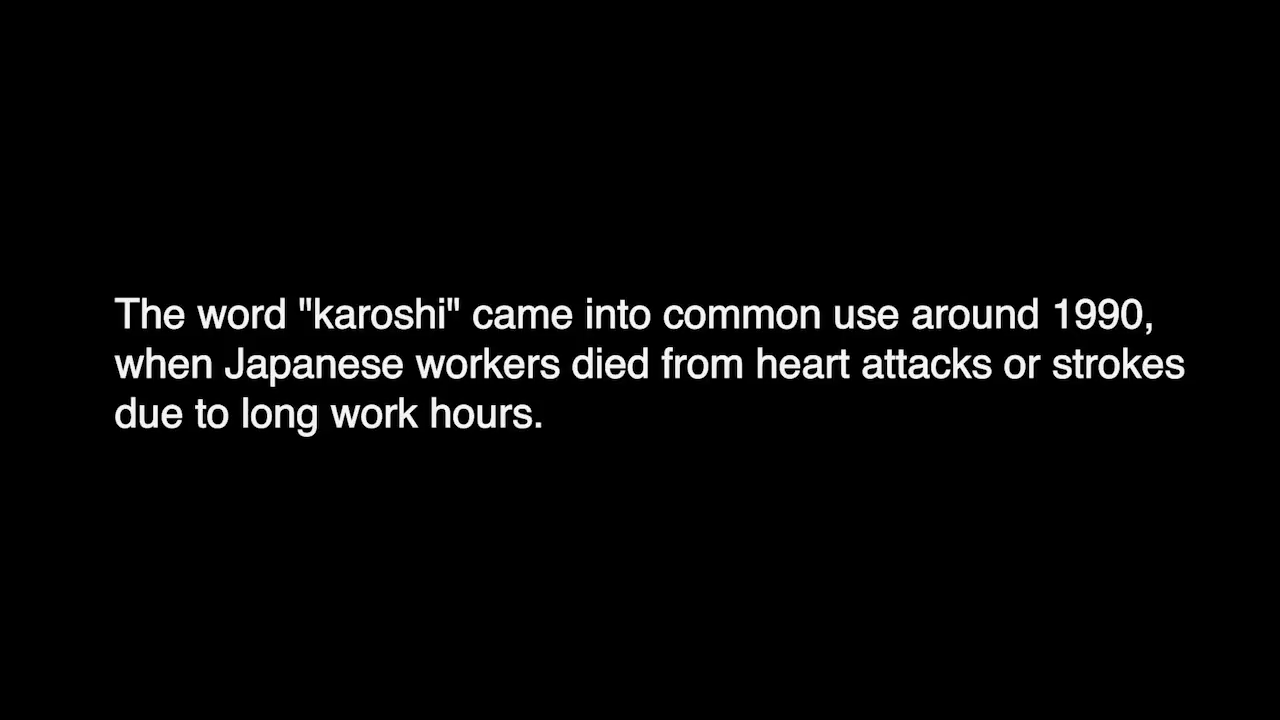 The word "karoshi" came into common use around 1990,
when Japanese workers died from heart attacks or strokes
due to long work hours.